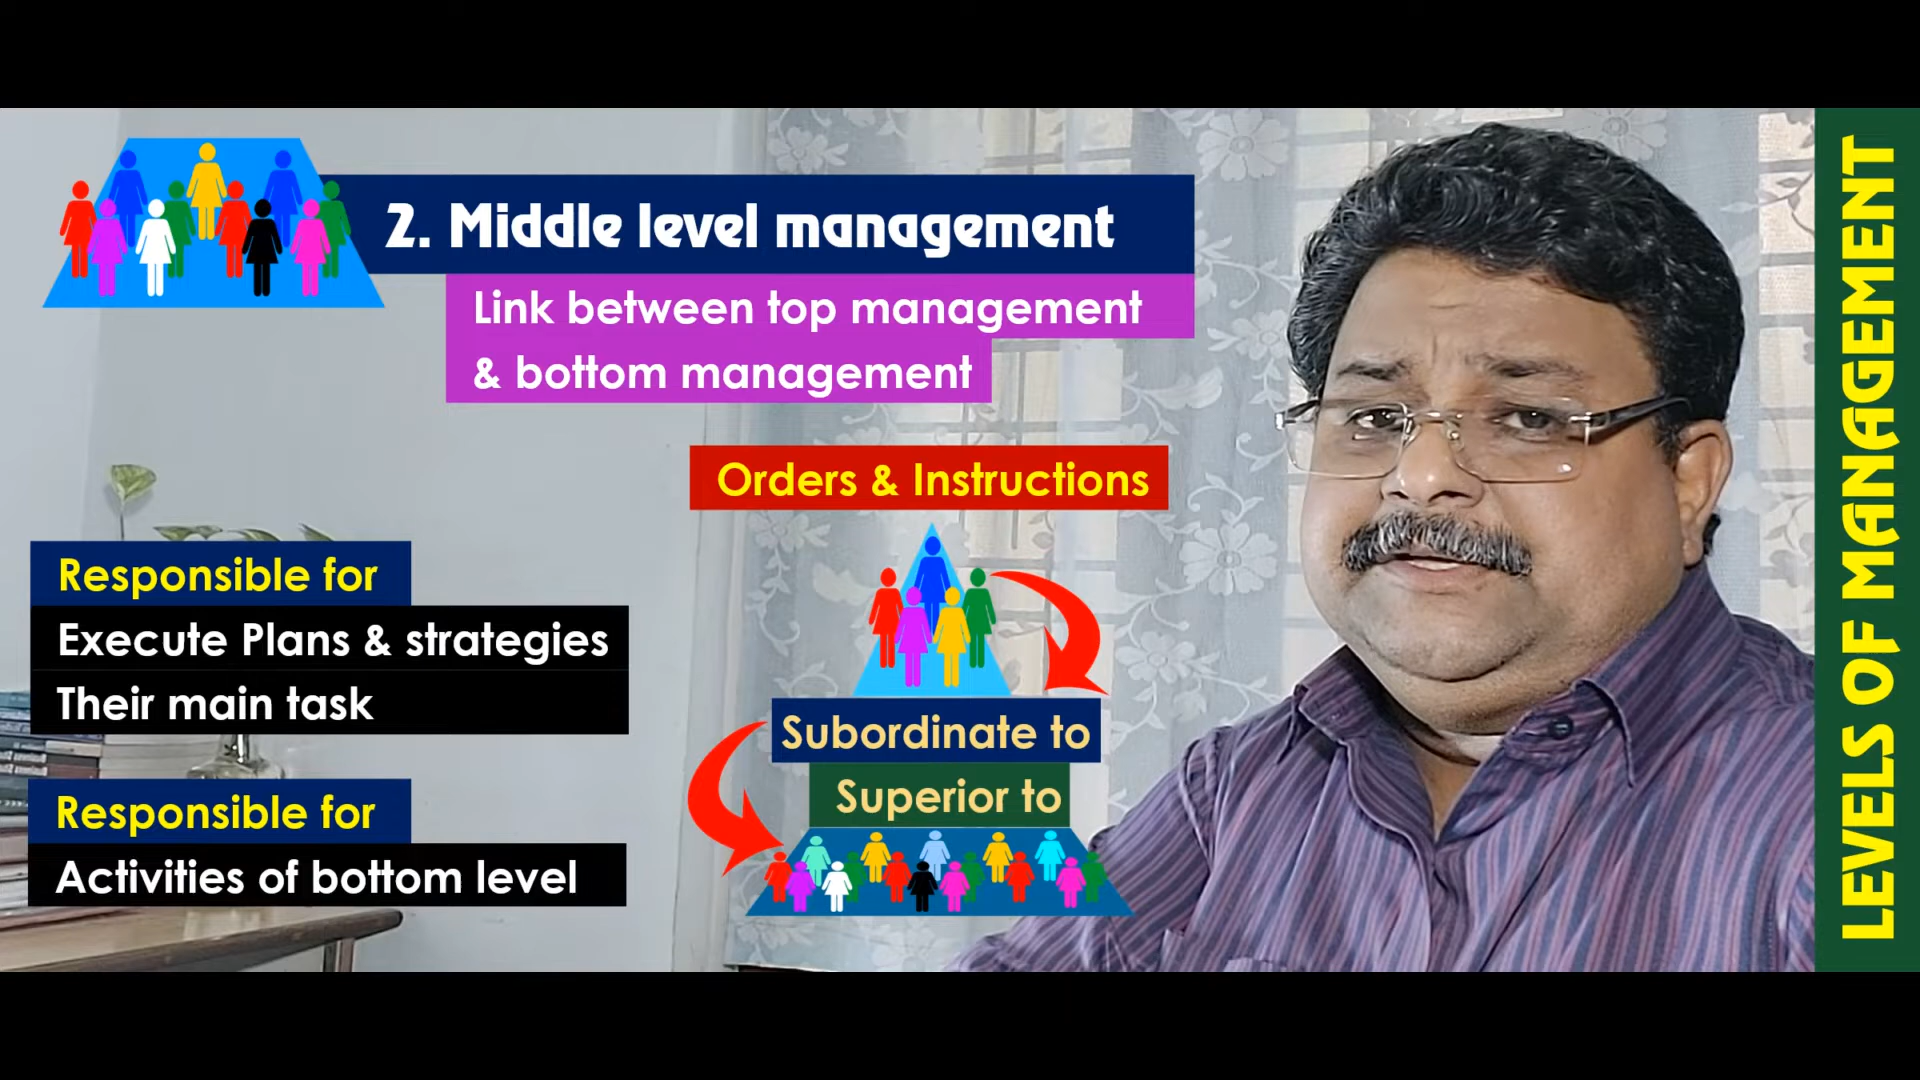 2. Middle level management
Link between top management
& bottom management
Orders & Instructions
Responsible for
Execute Plans & strategies
Their main task
Subordinate to
Superior to
Responsible for
Activities of bottom level
LEVELS OF MANAGEMENT